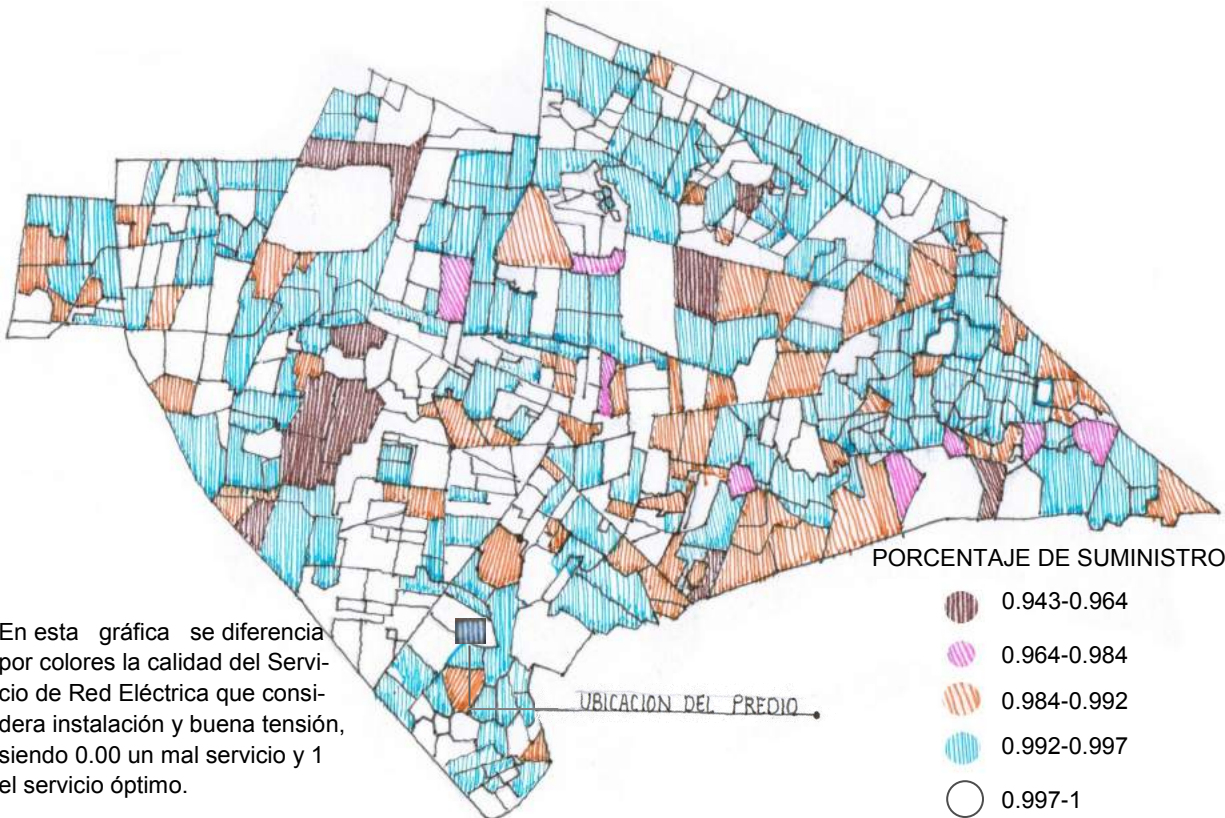 PORCENTAJE DE SUMINISTRO
0.943-0.964
0.964-0.984
0.984-0.992
0.992-0.997
0.997-1
En esta gráfica se diferencia
por colores la calidad del Servi-
cio de Red Eléctrica que consi-
dera instalación y buena tensión,
siendo 0.00 un mal servicio y 1
el servicio óptimo.
UBICACION DEL PREDIO